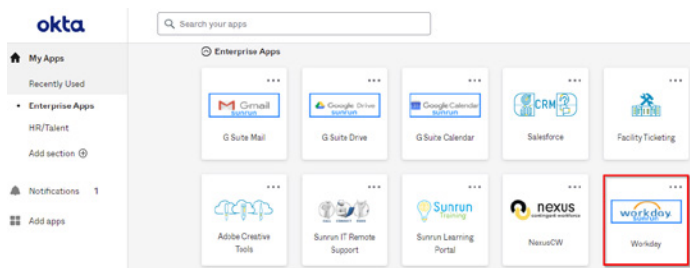 okta
Search your apps
My Apps
Recently Used
Enterprise Apps
HR/Talent
Add section
Notifications 1
Add apps
Enterprise Apps
Gmail
sunrun
G Suite Mail
Google Drive
sunrun
G Suite Drive
Google Calendar
sunrun
G Suite Calendar
CRM
Salesforce
Facility Ticketing
Adobe Creative
Tools
Sunrun IT Remote
Support
Sunrun
Training
Sunrun Learning
Portal
nexus
contingent workforce
NexusCW
workday
sunrun
Workday